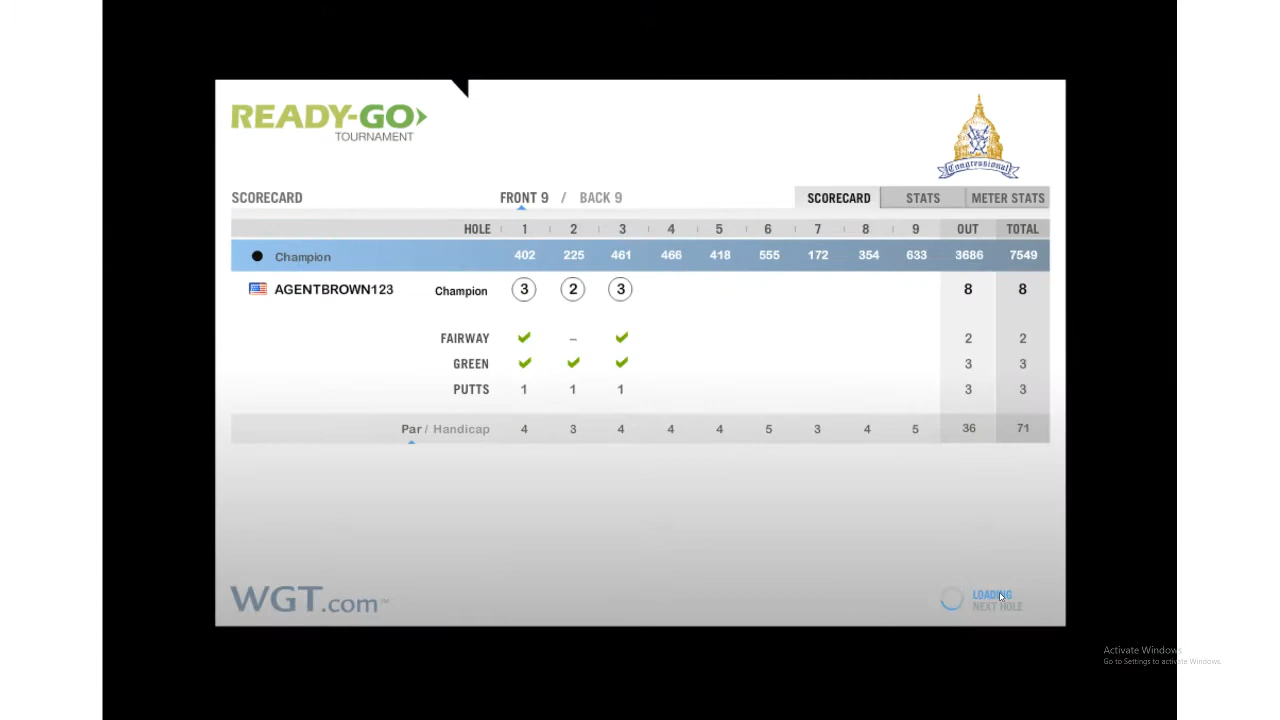 READY-GO
TOURNAMENT
Congressional
SCORECARD FRONT 9 / BACK 9 SCORECARD STATS METER STATS
HOLE 1 2 3 4 5 6 7 8 9 OUT TOTAL
Champion 402 225 461 466 418 555 172 354 633 3686 7549
AGENTBROWN123 Champion 3 2 3 8 8
FAIRWAY – 2 2
GREEN 3 3
PUTTS 1 1 1 3 3
Par / Handicap 4 3 4 4 4 5 3 4 5 36 71
WGT.com™
LOADING
NEXT HOLE
Activate Windows
Go to Settings to activate Windows.